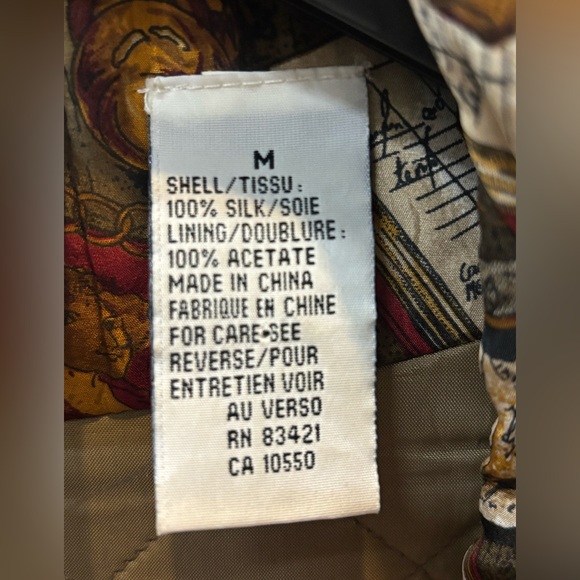 M
SHELL/TISSU:
100% SILK/SOIE
LINING/DOUBLURE:
100% ACETATE
MADE IN CHINA
FABRIQUE EN CHINE
FOR CARE-SEE
REVERSE/POUR
ENTRETIEN VOIR
AU VERSO
RN 83421
CA 10550